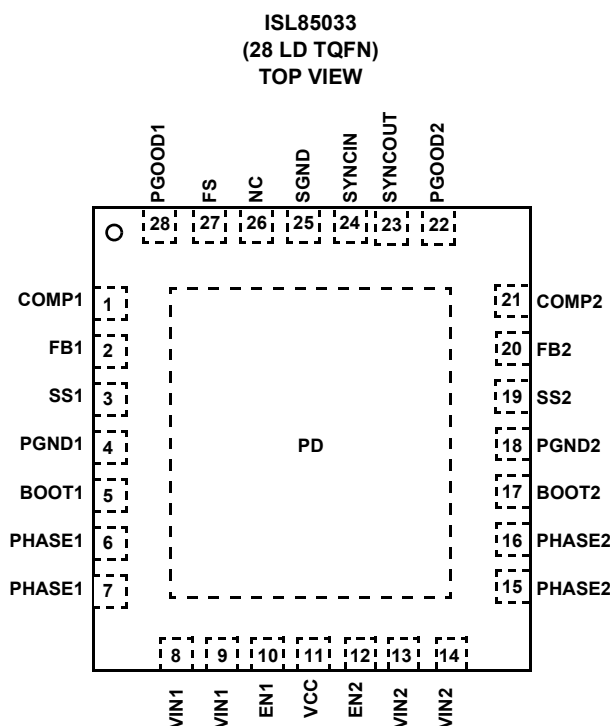 ISL85033
(28 LD TQFN)
TOP VIEW
PGOOD1
FS
NC
SGND
SYNCIN
SYNCOUT
PGOOD2
28
27
26
25
24
23
22
COMP1
1
21
COMP2
FB1
2
20
FB2
SS1
3
19
SS2
PGND1
4
PD
18
PGND2
BOOT1
5
17
BOOT2
PHASE1
6
16
PHASE2
PHASE1
7
15
PHASE2
8
9
10
11
12
13
14
VIN1
VIN1
EN1
VCC
EN2
VIN2
VIN2